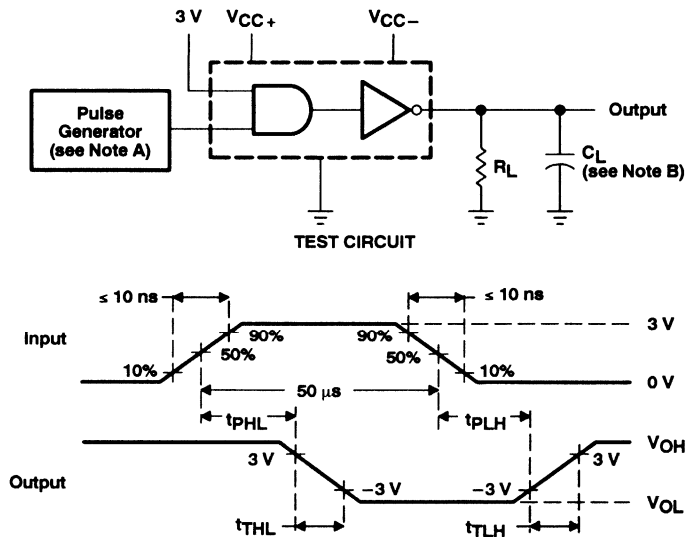 3 V
VCC+
VCC−
Pulse
Generator
(see Note A)
Output
RL
CL
(see Note B)
TEST CIRCUIT
≤ 10 ns
≤ 10 ns
Input
90%
90%
3 V
50%
50%
10%
10%
0 V
50 µs
tPHL
tPLH
Output
3 V
−3 V
−3 V
3 V
VOH
VOL
tTHL
tTLH